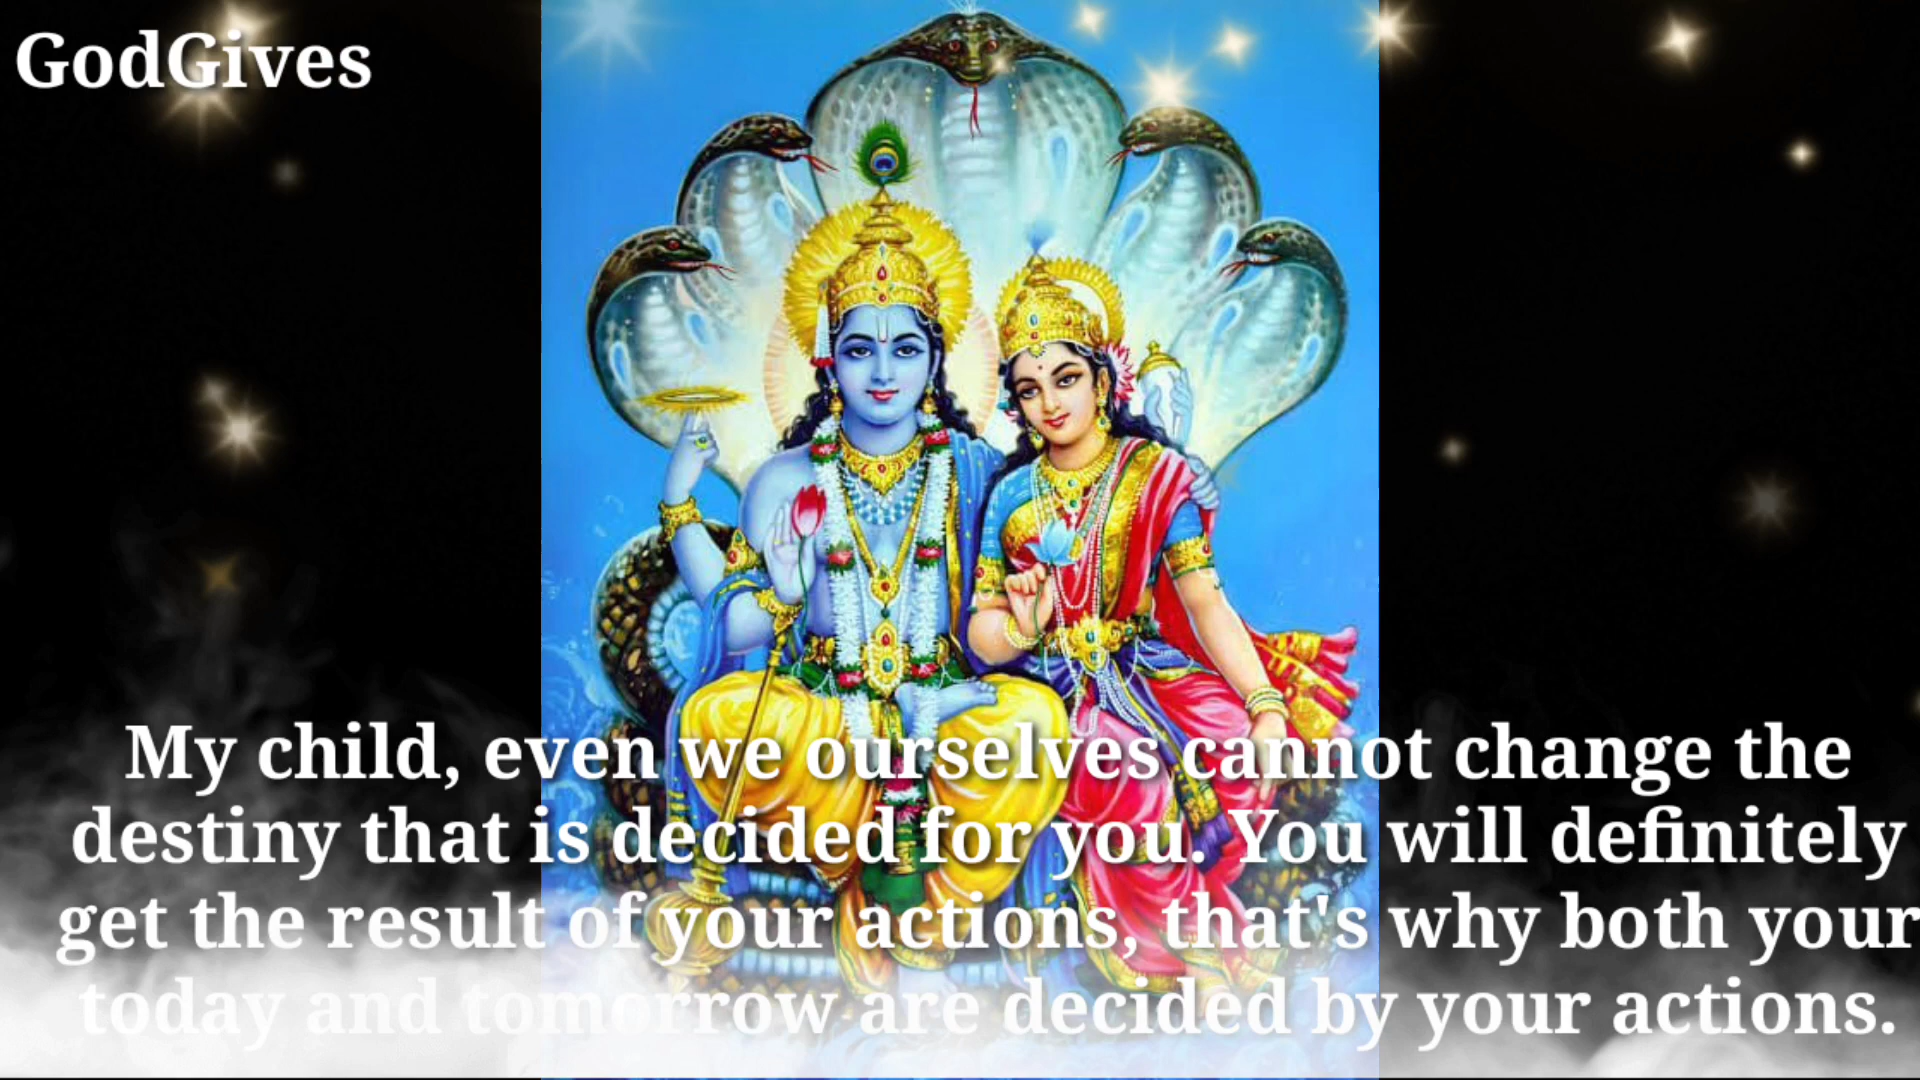 GodGives
My child, even we ourselves cannot change the
destiny that is decided for you. You will definitely
get the result of your actions, that's why both your
today and tomorrow are decided by your actions.